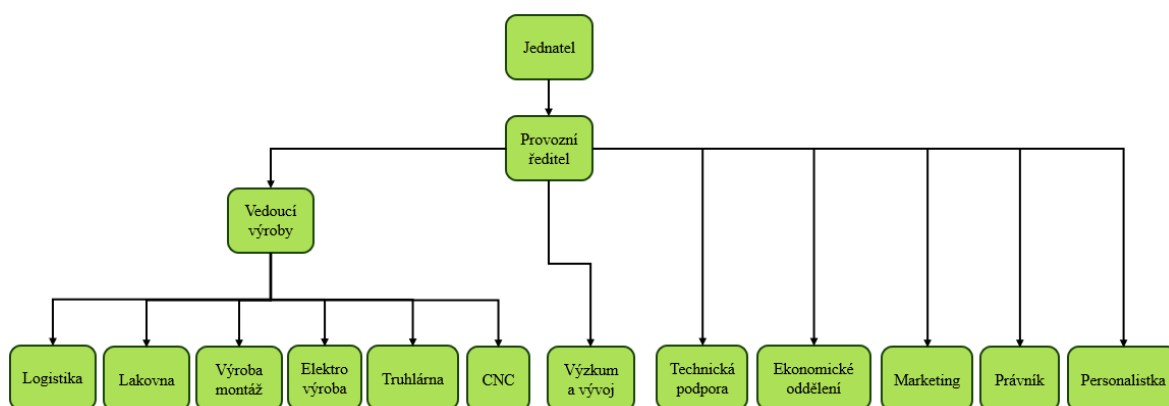 Jednatel
Provozní
ředitel
Vedoucí
výroby
Logistika
Lakovna
Výroba
montáž
Elektro
výroba
Truhlárna
CNC
Výzkum
a vývoj
Technická
podpora
Ekonomické
oddělení
Marketing
Právník
Personalistka